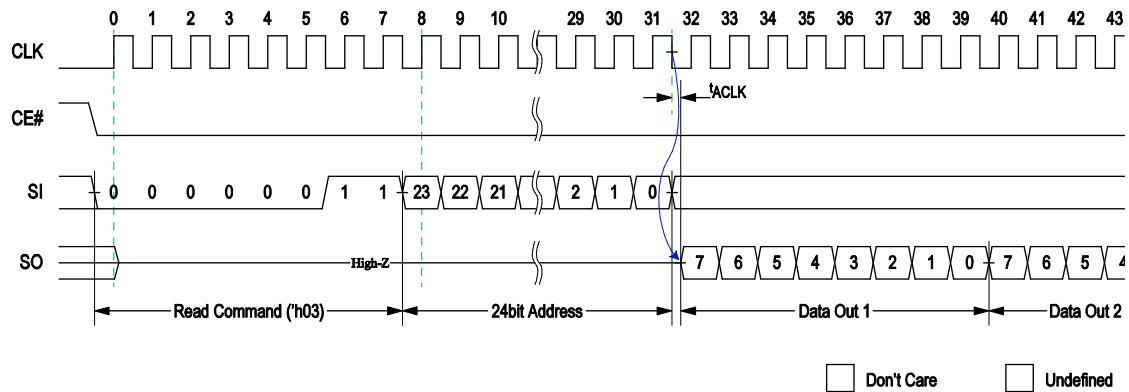 0 1 2 3 4 5 6 7 8 9 10 29 30 31 32 33 34 35 36 37 38 39 40 41 42 43
CLK
tACLK
CE#
SI 0 0 0 0 0 0 1 1 23 22 21 2 1 0
SO High-Z 7 6 5 4 3 2 1 0 7 6 5 4
Read Command ('h03) 24bit Address Data Out 1 Data Out 2
Don't Care Undefined